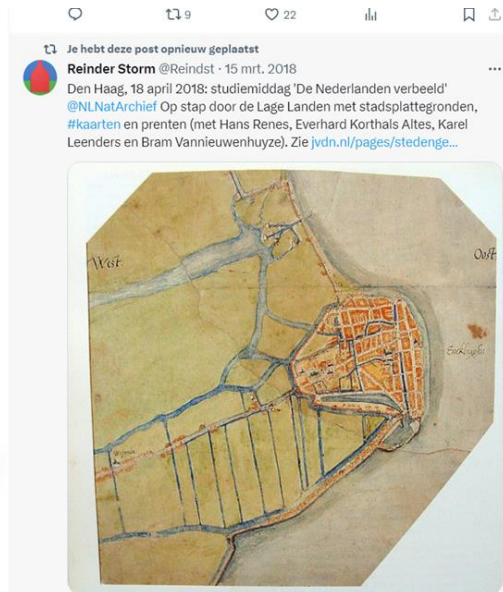 9 22
Je hebt deze post opnieuw geplaatst
Reinder Storm @Reindst · 15 mrt. 2018
Den Haag, 18 april 2018: studiemiddag 'De Nederlanden verbeeld'
@NLNatArchief Op stap door de Lage Landen met stadsplattegronden,
#kaarten en prenten (met Hans Renes, Everhard Korthals Altes, Karel
Leenders en Bram Vannieuwenhuyze). Zie jvdn.nl/pages/stedenge...
West
Oost